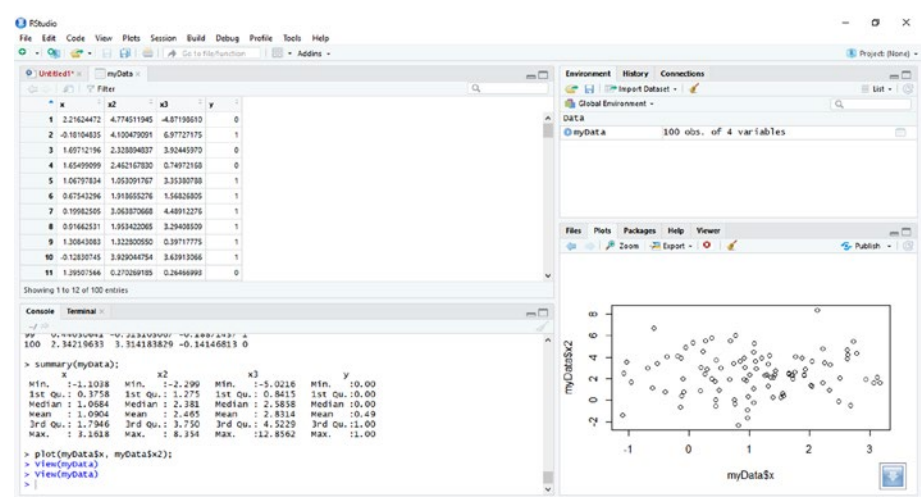 RStudio
File Edit Code View Plots Session Build Debug Profile Tools Help
Go to file/function Addins
Project: (None)
Untitled1* myData
Filter
x x2 x3 y
1 2.21624472 4.774511945 -4.87198610 0
2 -0.18104835 4.100479091 6.97727175 1
3 1.69712196 2.328894837 3.92445970 0
4 1.65499099 2.462167830 0.74972168 0
5 1.06797834 1.053091767 3.35380788 1
6 0.67543296 1.918655276 1.56826805 1
7 0.19982505 3.063870668 4.48912276 1
8 0.91662531 1.953422065 3.29408509 1
9 1.30843083 1.322800550 0.39717775 1
10 -0.12830745 3.929044754 3.63913066 1
11 1.39507566 0.270269185 0.26466993 0
Showing 1 to 12 of 100 entries
Console Terminal
100 2.34219633 3.314183829 -0.14146813 0
> summary(myData);
x x2 x3 y
Min. :-1.1038 Min. :-2.299 Min. :-5.0216 Min. :0.00
1st Qu.: 0.3758 1st Qu.: 1.275 1st Qu.: 0.8415 1st Qu.:0.00
Median : 1.0684 Median : 2.381 Median : 2.5858 Median :0.00
Mean : 1.0904 Mean : 2.465 Mean : 2.8314 Mean :0.49
3rd Qu.: 1.7946 3rd Qu.: 3.750 3rd Qu.: 4.5229 3rd Qu.:1.00
Max. : 3.1618 Max. : 8.354 Max. :12.8562 Max. :1.00
> plot(myData$x, myData$x2);
> View(myData)
> View(myData)
>
Environment History Connections
Import Dataset List
Global Environment
Data
myData 100 obs. of 4 variables
Files Plots Packages Help Viewer
Zoom Export Publish
myData$x2
8
6
4
2
0
-2
-1 0 1 2 3
myData$x